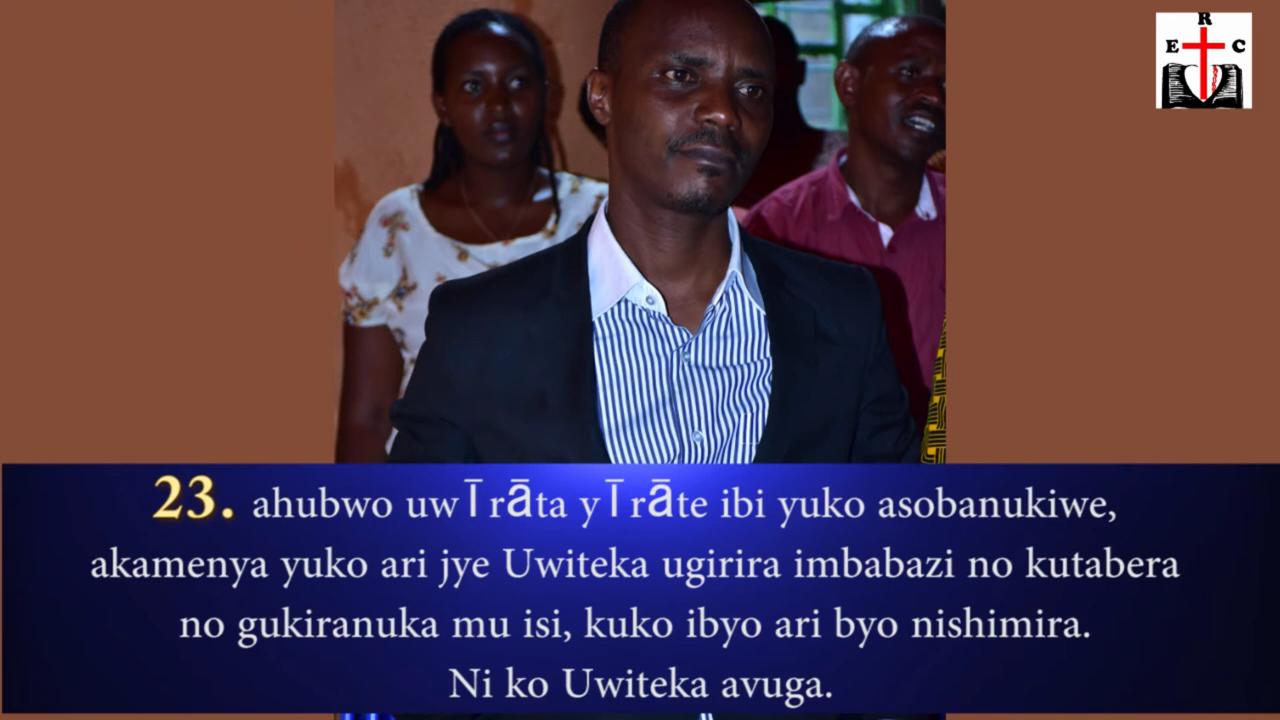 R
E C
23. ahubwo uwĪrāta yĪrāte ibi yuko asobanukiwe,
akamenya yuko ari jye Uwiteka ugirira imbabazi no kutabera
no gukiranuka mu isi, kuko ibyo ari byo nishimira.
Ni ko Uwiteka avuga.